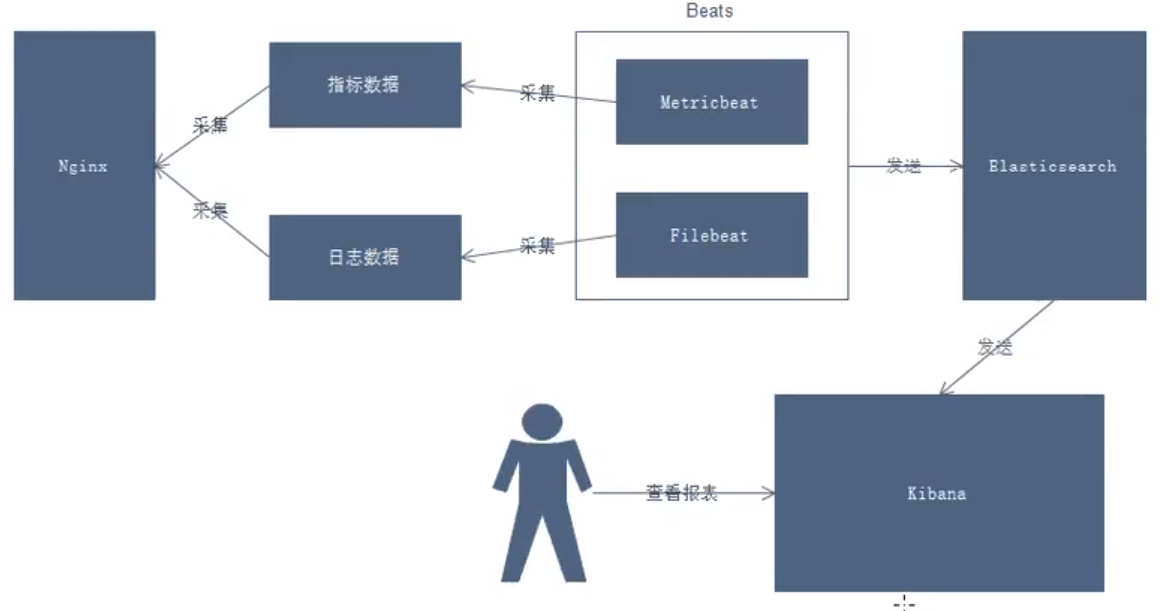 Beats
Nginx
指标数据
采集
采集
Metricbeat
发送
Elasticsearch
采集
日志数据
采集
Filebeat
发送
查看报表
Kibana